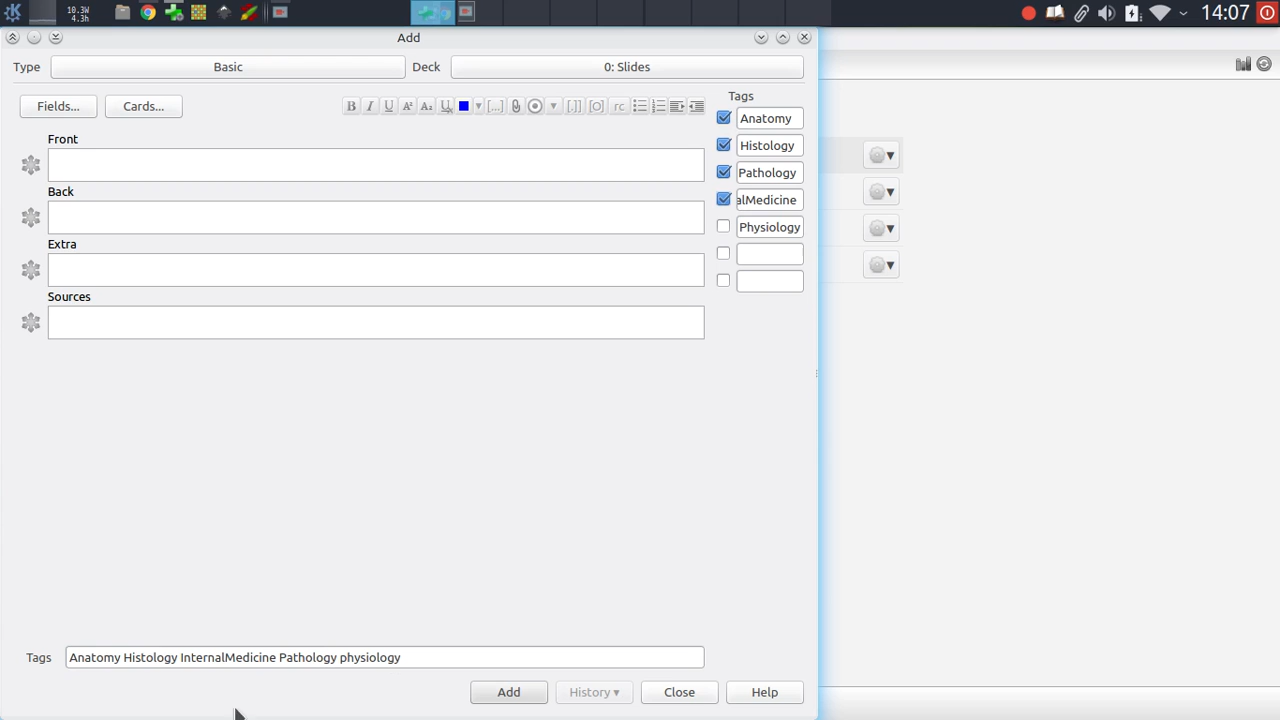 10.3W
4.3h
14:07
Add
Type Basic Deck 0: Slides
Fields... Cards...
Tags
Anatomy
Histology
Pathology
alMedicine
Physiology
Front
Back
Extra
Sources
Tags Anatomy Histology InternalMedicine Pathology physiology
Add History ▾ Close Help